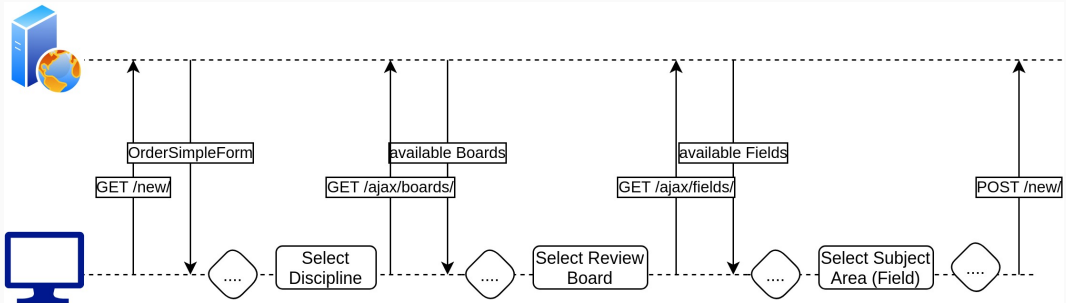 OrderSimpleForm
available Boards
available Fields
GET /new/
GET /ajax/boards/
GET /ajax/fields/
POST /new/
....
Select
Discipline
....
Select Review
Board
....
Select Subject
Area (Field)
....